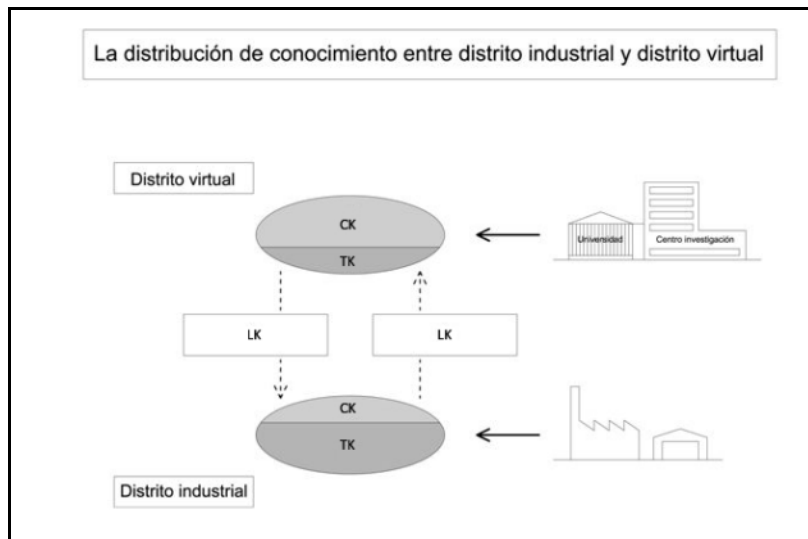 La distribución de conocimiento entre distrito industrial y distrito virtual
Distrito virtual
CK
TK
Universidad
Centro investigación
LK
LK
CK
TK
Distrito industrial